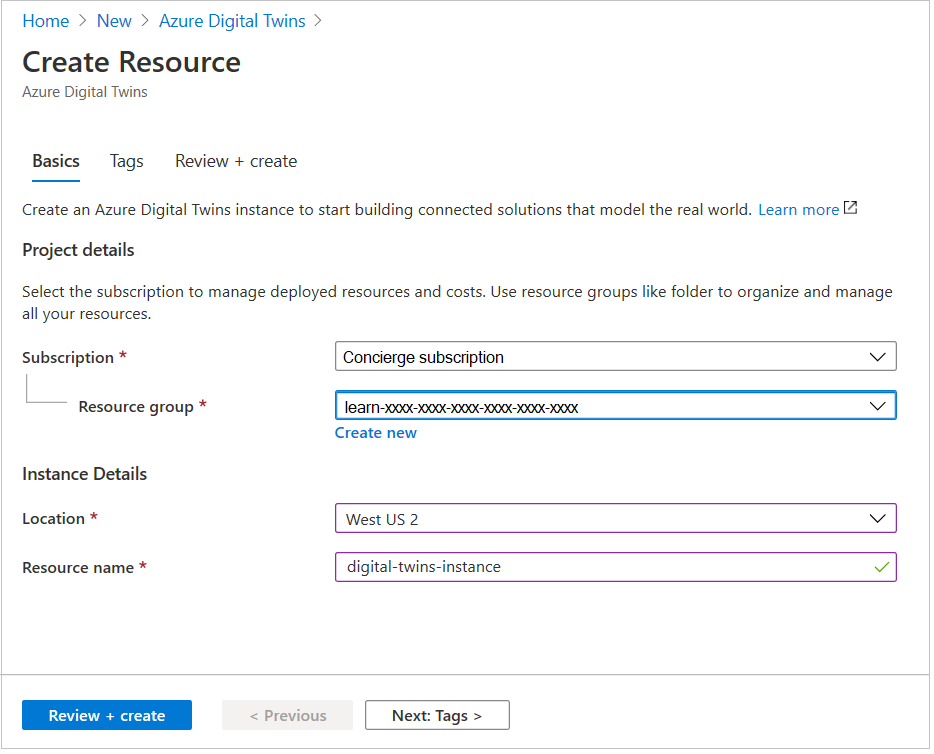 Home > New > Azure Digital Twins >
Create Resource
Azure Digital Twins
Basics Tags Review + create
Create an Azure Digital Twins instance to start building connected solutions that model the real world. Learn more
Project details
Select the subscription to manage deployed resources and costs. Use resource groups like folder to organize and manage
all your resources.
Subscription * Concierge subscription
Resource group * learn-xxxx-xxxx-xxxx-xxxx-xxxx-xxxx
Create new
Instance Details
Location * West US 2
Resource name * digital-twins-instance
Review + create < Previous Next: Tags >